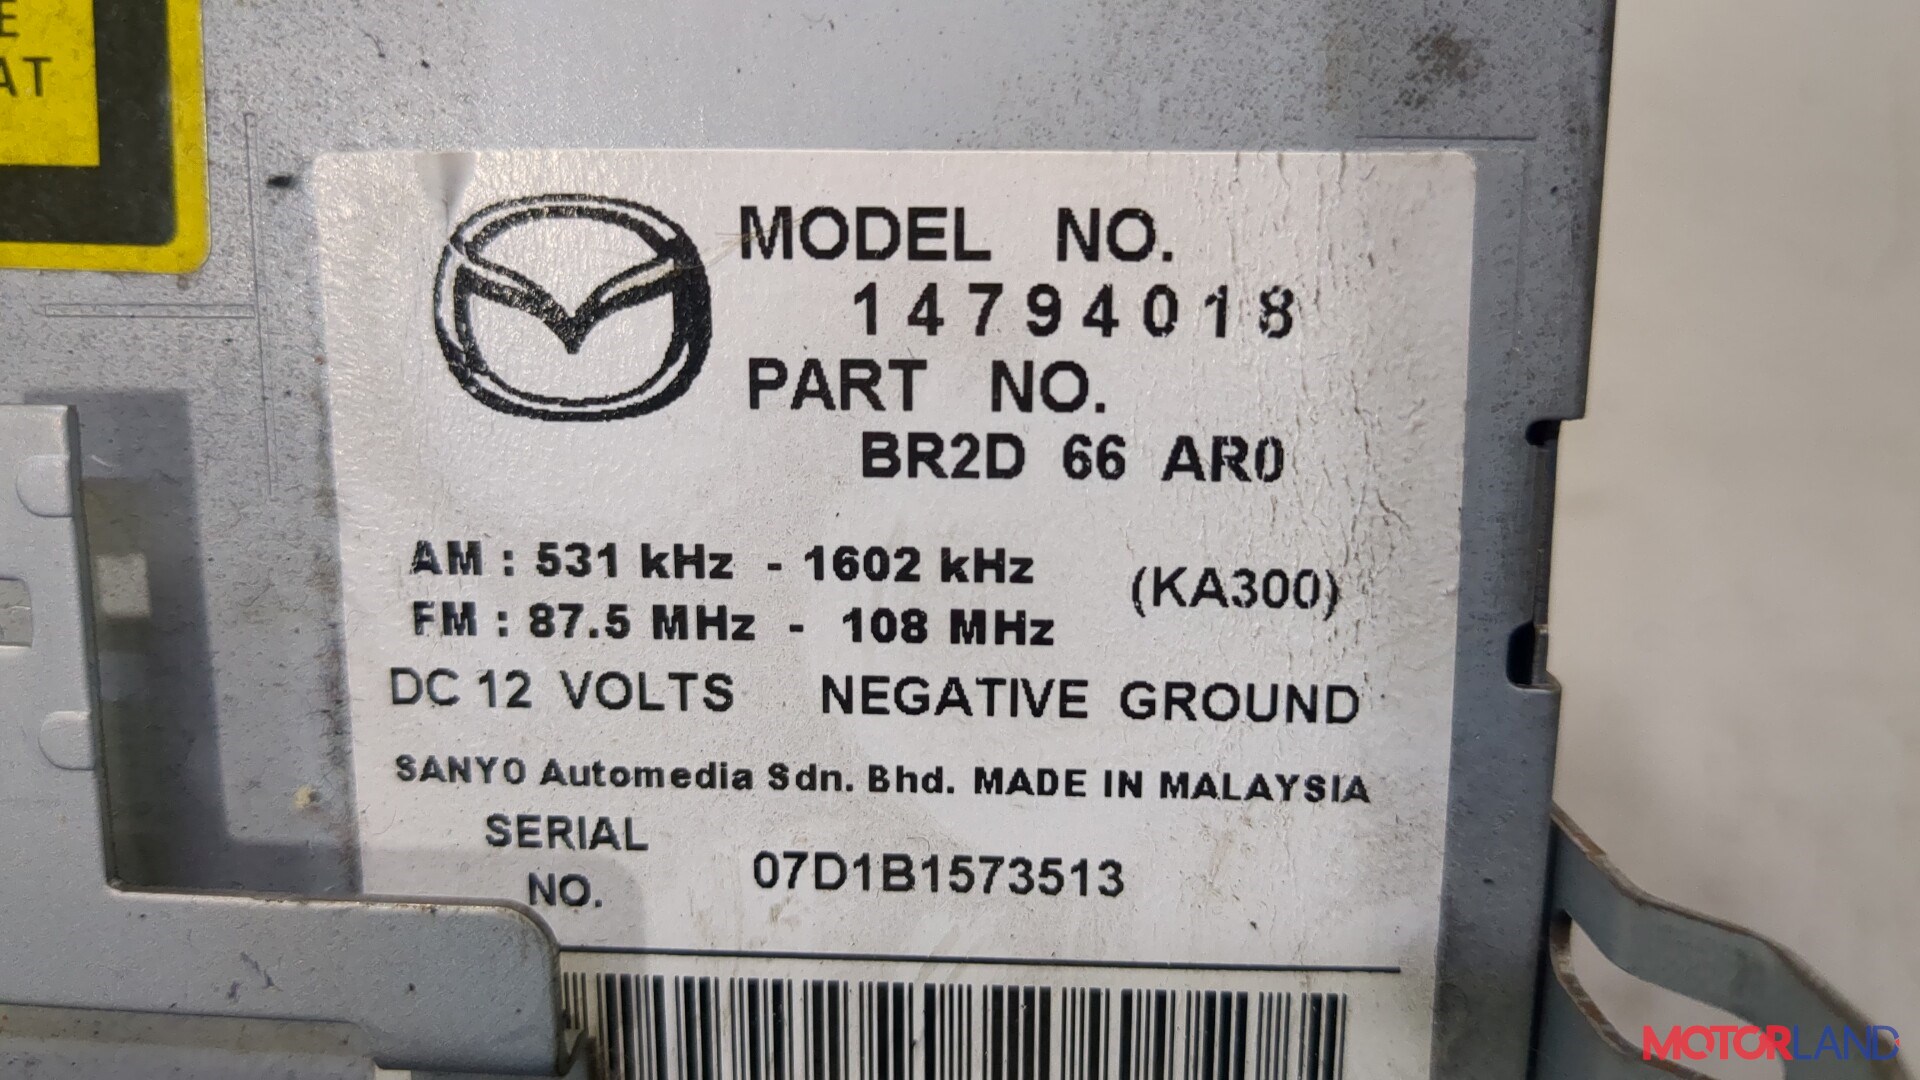 AT
MODEL NO.
14794018
PART NO.
BR2D 66 AR0
AM : 531 kHz - 1602 kHz
(KA300)
FM : 87.5 MHz - 108 MHz
DC 12 VOLTS NEGATIVE GROUND
SANYO Automedia Sdn. Bhd. MADE IN MALAYSIA
SERIAL
NO.
07D1B1573513
MOTORLAND